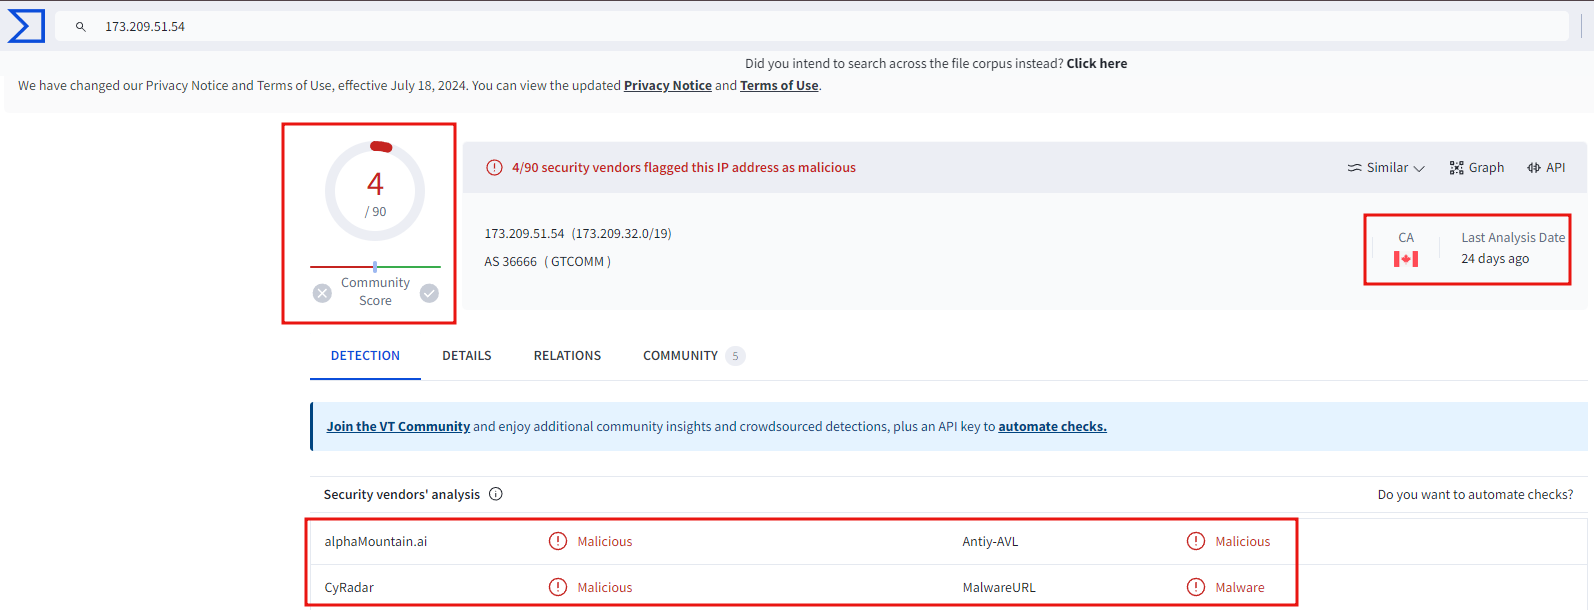 173.209.51.54
Did you intend to search across the file corpus instead? Click here
We have changed our Privacy Notice and Terms of Use, effective July 18, 2024. You can view the updated Privacy Notice and Terms of Use.
4
/ 90
Community
Score
4/90 security vendors flagged this IP address as malicious
Similar
Graph
API
173.209.51.54 (173.209.32.0/19)
AS 36666 ( GTCOMM )
CA
Last Analysis Date
24 days ago
DETECTION
DETAILS
RELATIONS
COMMUNITY 5
Join the VT Community and enjoy additional community insights and crowdsourced detections, plus an API key to automate checks.
Security vendors' analysis
Do you want to automate checks?
alphaMountain.ai
Malicious
Antiy-AVL
Malicious
CyRadar
Malicious
MalwareURL
Malware